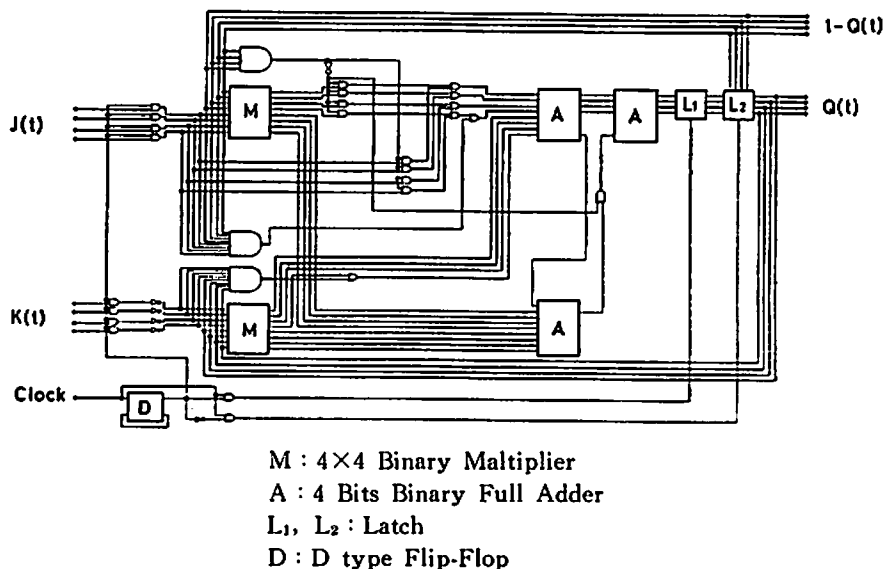 1-Q(t)
M
A
A
L₁
L₂
Q(t)
J(t)
K(t)
M
A
Clock
D
M : 4×4 Binary Maltiplier
A : 4 Bits Binary Full Adder
L₁, L₂ : Latch
D : D type Flip-Flop